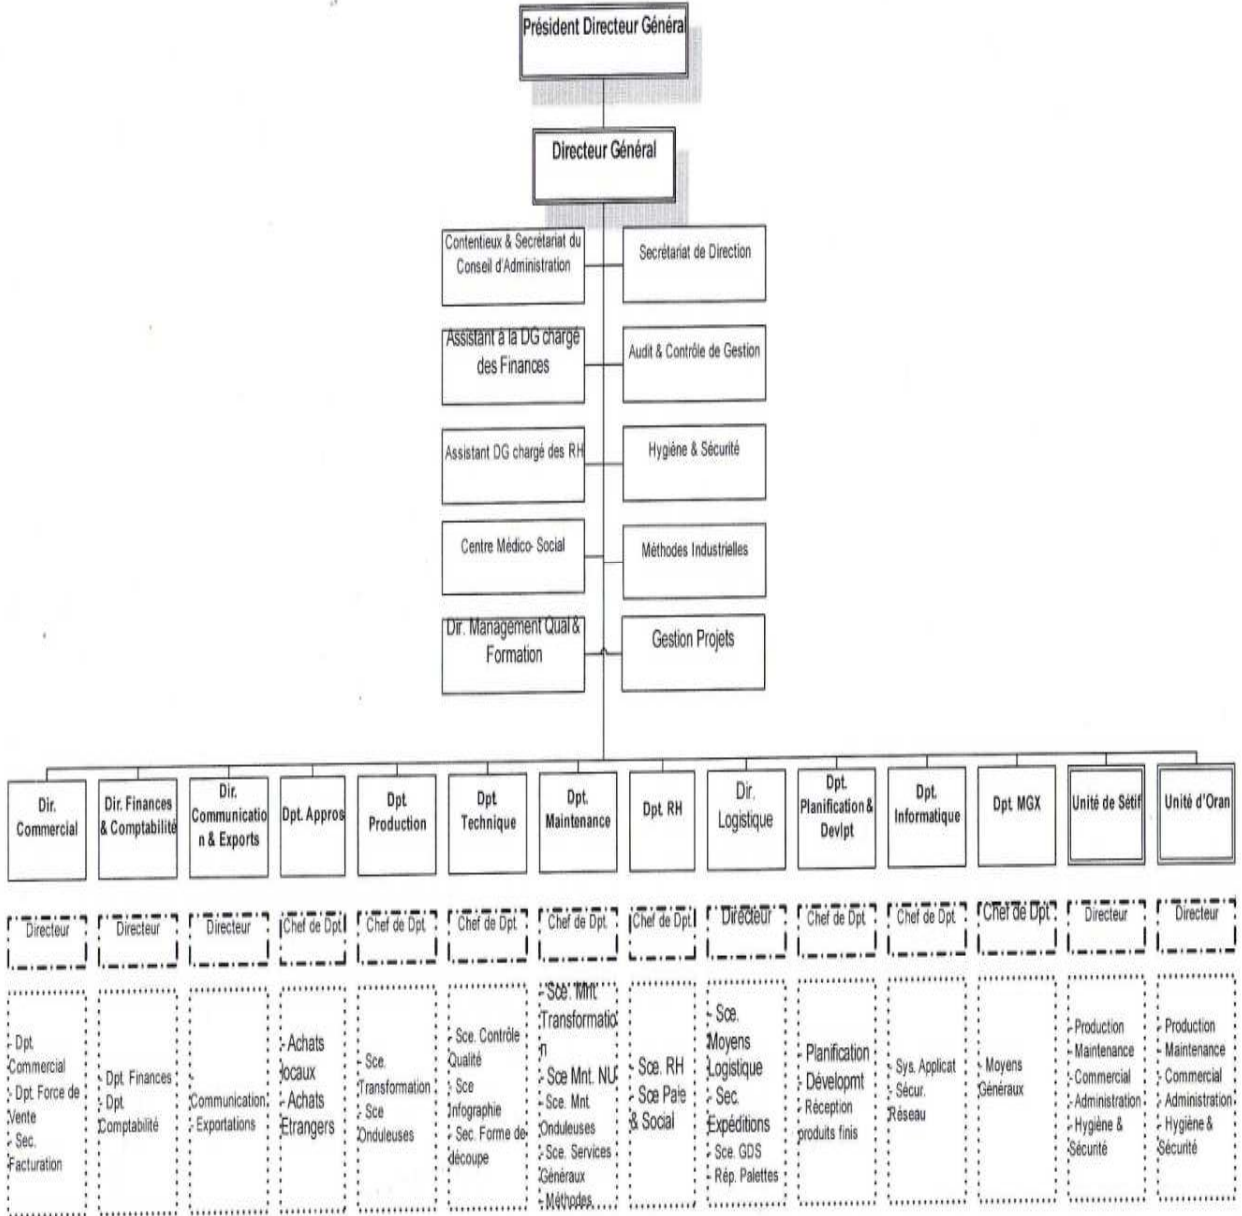 Président Directeur Général
Directeur Général
Contentieux & Secrétariat du
Conseil d'Administration
Secrétariat de Direction
Assistant à la DG chargé
des Finances
Audit & Contrôle de Gestion
Assistant DG chargé des RH
Hygiène & Sécurité
Centre Médico- Social
Méthodes Industrielles
Dir. Management Qual &
Formation
Gestion Projets
Dir.
Commercial
Dir. Finances
& Comptabilité
Dir.
Communicatio
n & Exports
Dpt. Appros
Dpt
Production
Dpt
Technique
Dpt.
Maintenance
Dpt. RH
Dir.
Logistique
Dpt.
Planification &
Devlpt
Dpt.
Informatique
Dpt. MGX
Unité de Sétif
Unité d'Oran
Directeur
Directeur
Directeur
Chef de Dpt.
Chef de Dpt.
Chef de Dpt.
Chef de Dpt.
Chef de Dpt.
Directeur
Chef de Dpt.
Chef de Dpt.
Chef de Dpt.
Directeur
Directeur
- Dpt.
Commercial
- Dpt. Force de
Vente
- Sec.
Facturation
- Dpt. Finances
- Dpt
Comptabilité
-
Communication
- Exportations
- Achats
locaux
- Achats
Etrangers
- Sce.
Transformation
- Sce
Onduleuses
- Sce. Contrôle
Qualité
- Sce
Infographie
- Sec. Forme de
découpe
- Sce. Mnt.
Transformatio
n
- Sce Mnt. NU
- Sce. Mnt
Onduleuses
- Sce. Services
Généraux
- Méthodes
- Sce. RH
- Sce Paie
& Social
- Sce.
Moyens
Logistique
- Sec.
Expéditions
- Sce. GDS
- Rép. Palettes
- Planification
- Dévelopmt
- Réception
produits finis
- Sys. Applicat
- Sécur.
Réseau
- Moyens
Généraux
- Production
- Maintenance
- Commercial
- Administration
- Hygiène &
Sécurité
- Production
- Maintenance
- Commercial
- Administration
- Hygiène &
Sécurité